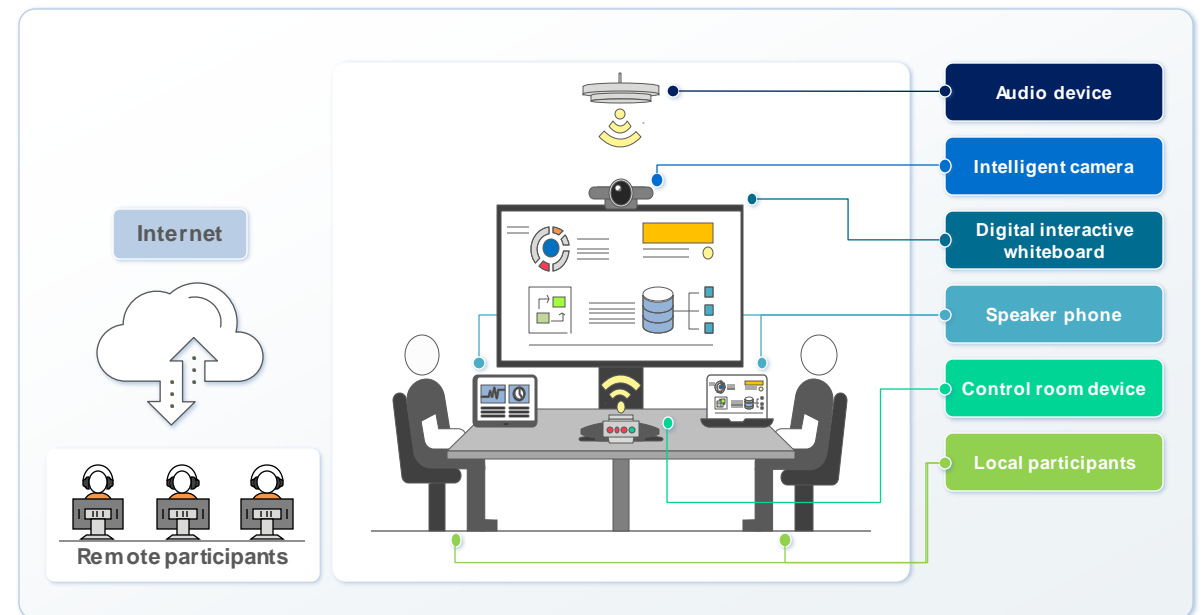 Audio device
Intelligent camera
Internet
Digital interactive
whiteboard
Speaker phone
Control room device
Local participants
Remote participants